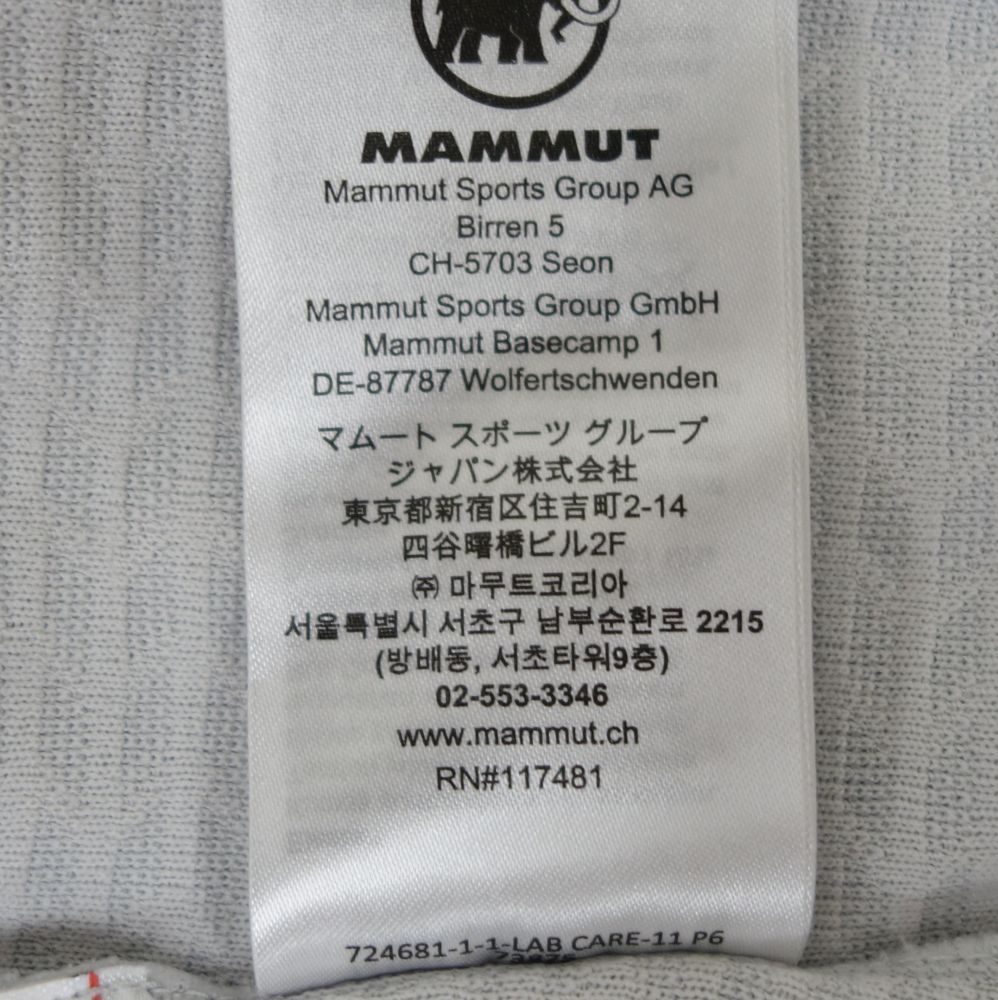 MAMMUT
Mammut Sports Group AG
Birren 5
CH-5703 Seon
Mammut Sports Group GmbH
Mammut Basecamp 1
DE-87787 Wolfertschwenden
マムート スポーツ グループ
ジャパン株式会社
東京都新宿区住吉町2-14
四谷曙橋ビル2F
㈜ 마무트코리아
서울특별시 서초구 남부순환로 2215
(방배동, 서초타워9층)
02-553-3346
www.mammut.ch
RN#117481
724681-1-1-LAB CARE-11 P6